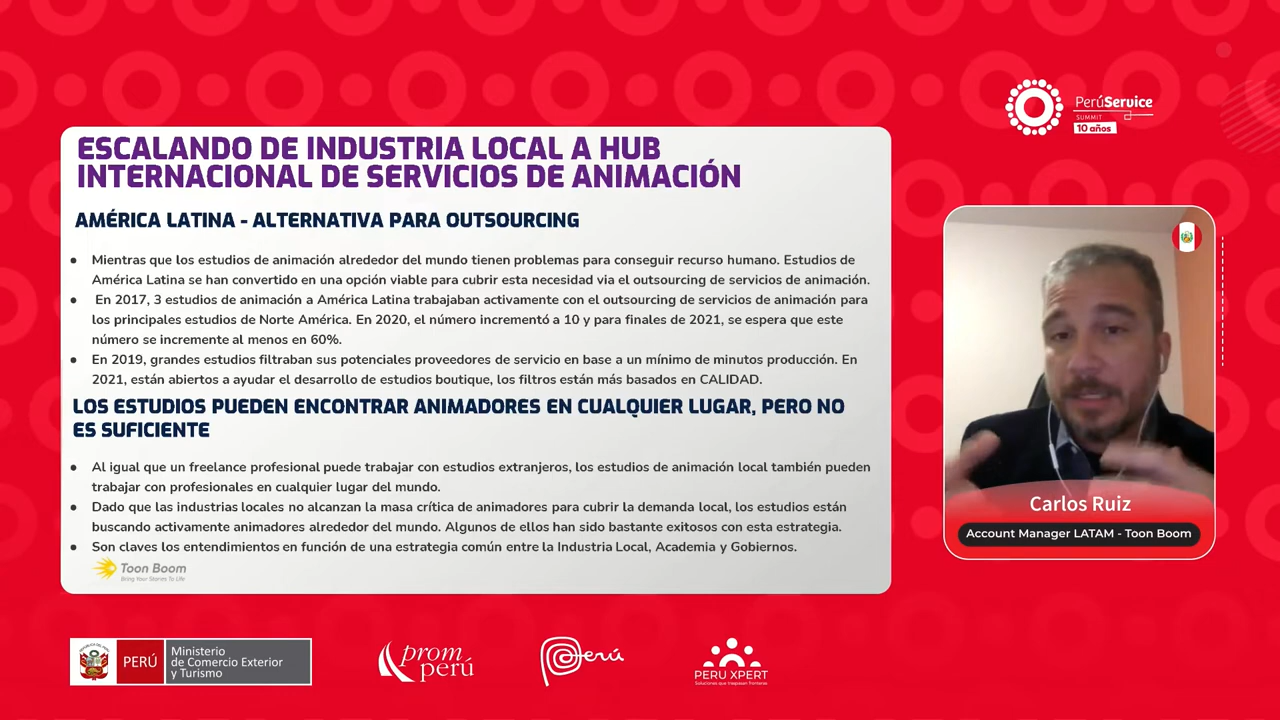 PerúService
SUMMIT
10 años
ESCALANDO DE INDUSTRIA LOCAL A HUB
INTERNACIONAL DE SERVICIOS DE ANIMACIÓN
AMÉRICA LATINA - ALTERNATIVA PARA OUTSOURCING
● Mientras que los estudios de animación alrededor del mundo tienen problemas para conseguir recurso humano. Estudios de
América Latina se han convertido en una opción viable para cubrir esta necesidad via el outsourcing de servicios de animación.
● En 2017, 3 estudios de animación a América Latina trabajaban activamente con el outsourcing de servicios de animación para
los principales estudios de Norte América. En 2020, el número incrementó a 10 y para finales de 2021, se espera que este
número se incremente al menos en 60%.
● En 2019, grandes estudios filtraban sus potenciales proveedores de servicio en base a un mínimo de minutos producción. En
2021, están abiertos a ayudar el desarrollo de estudios boutique, los filtros están más basados en CALIDAD.
LOS ESTUDIOS PUEDEN ENCONTRAR ANIMADORES EN CUALQUIER LUGAR, PERO NO
ES SUFICIENTE
● Al igual que un freelance profesional puede trabajar con estudios extranjeros, los estudios de animación local también pueden
trabajar con profesionales en cualquier lugar del mundo.
● Dado que las industrias locales no alcanzan la masa crítica de animadores para cubrir la demanda local, los estudios están
buscando activamente animadores alrededor del mundo. Algunos de ellos han sido bastante exitosos con esta estrategia.
● Son claves los entendimientos en función de una estrategia común entre la Industria Local, Academia y Gobiernos.
Toon Boom
Bring Your Stories To Life
Carlos Ruiz
Account Manager LATAM - Toon Boom
PERÚ
Ministerio
de Comercio Exterior
y Turismo
prom
perú
Perú
PERU XPERT
Soluciones que traspasan fronteras